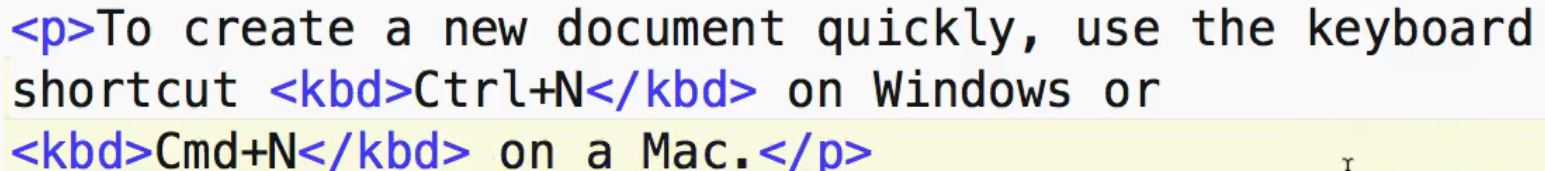 <p>To create a new document quickly, use the keyboard
shortcut <kbd>Ctrl+N</kbd> on Windows or
<kbd>Cmd+N</kbd> on a Mac.</p>